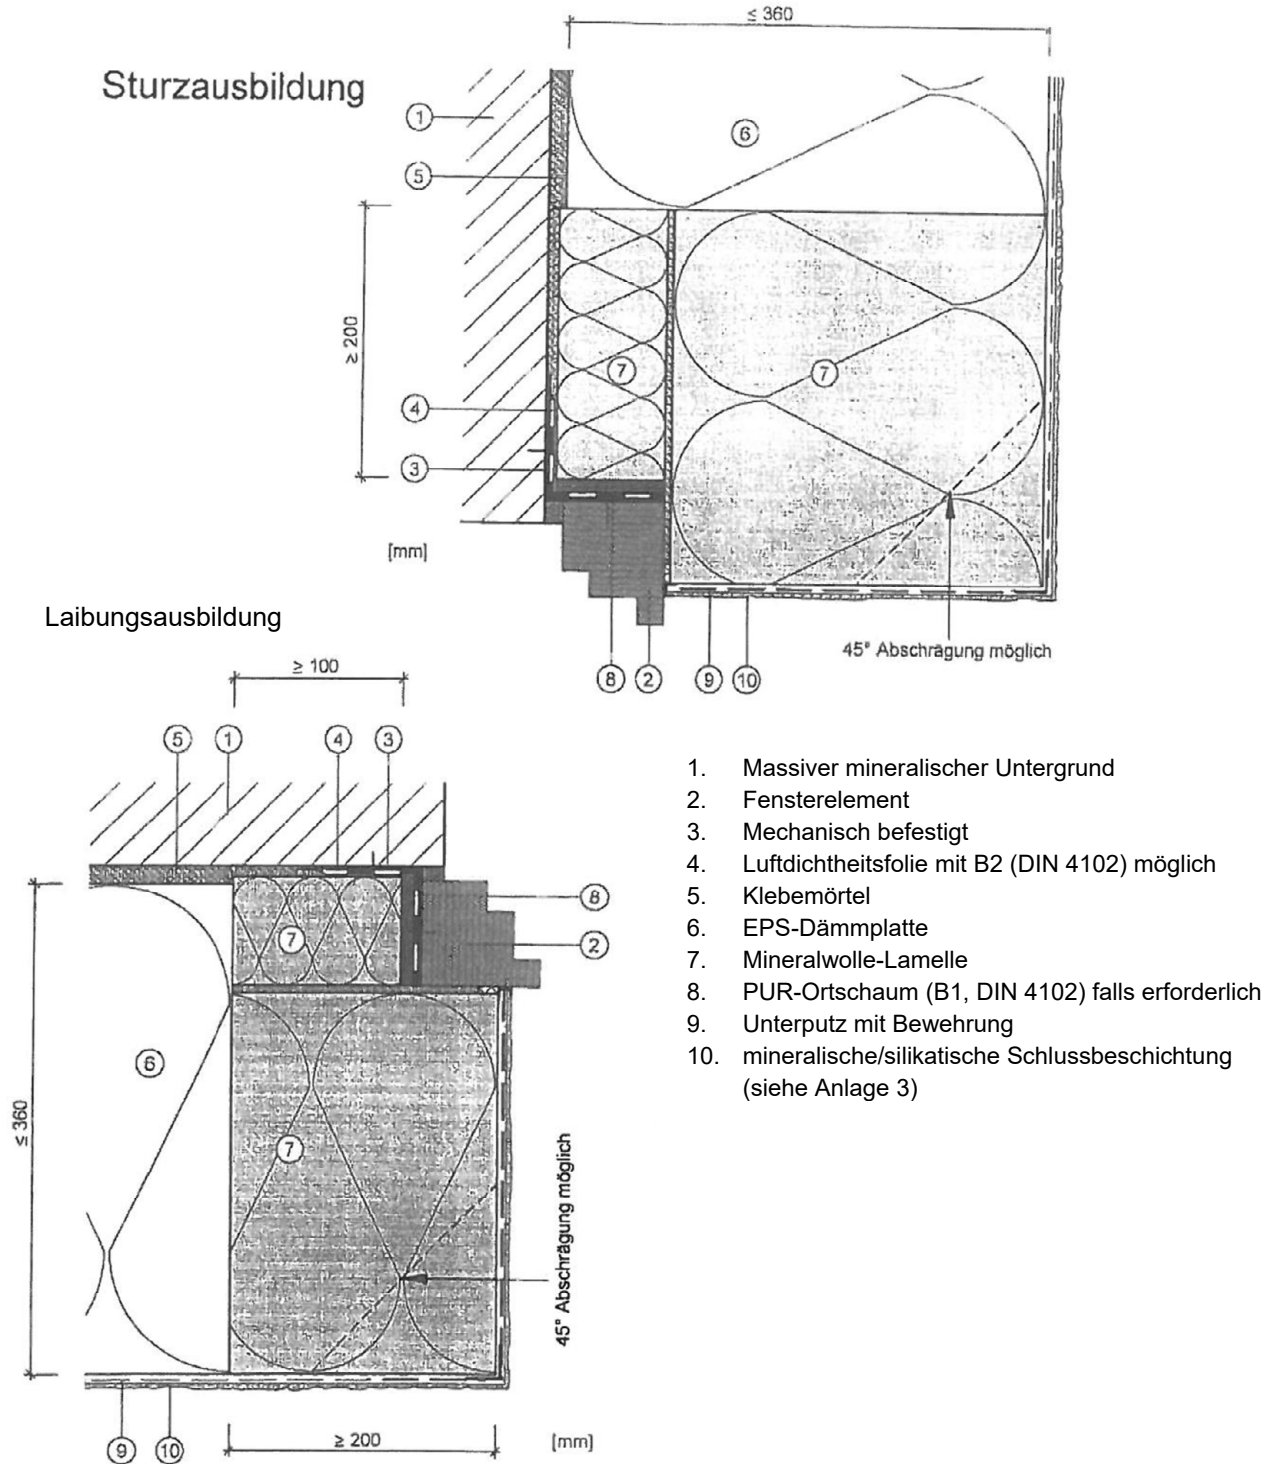 ≤ 360
Sturzausbildung
1
6
5
≥ 200
7
7
4
3
[mm]
45° Abschrägung möglich
8 2 9 10
Laibungsausbildung
≥ 100
5 1 4 3
8
7
2
6
≤ 360
7
45° Abschrägung möglich
9 10
≥ 200
[mm]
1. Massiver mineralischer Untergrund
2. Fensterelement
3. Mechanisch befestigt
4. Luftdichtheitsfolie mit B2 (DIN 4102) möglich
5. Klebemörtel
6. EPS-Dämmplatte
7. Mineralwolle-Lamelle
8. PUR-Ortschaum (B1, DIN 4102) falls erforderlich
9. Unterputz mit Bewehrung
10. mineralische/silikatische Schlussbeschichtung
(siehe Anlage 3)